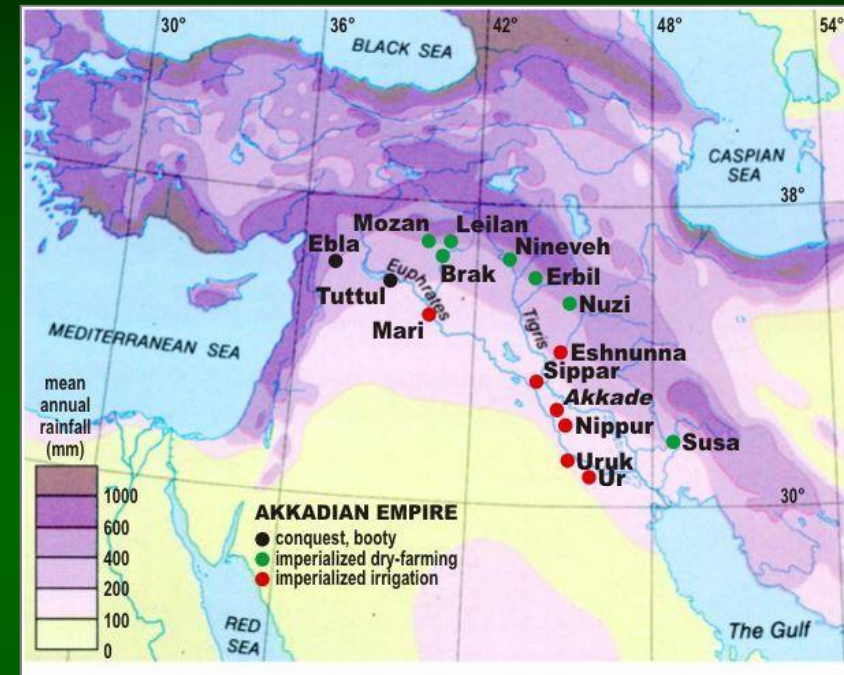 30°
36°
42
48°
54°
BLACK SEA
CASPIAN
SEA
38°
Mozan
Leilan
Ebla
Nineveh
Brak
Erbil
Euphrates
Tuttul
Nuzi
Mari
Tigris
MEDITERRANEAN SEA
Eshnunna
Sippar
Akkade
Nippur
Susa
Uruk
Ur
30°
mean
annual
rainfall
(mm)
1000
600
400
200
100
0
AKKADIAN EMPIRE
conquest, booty
imperialized dry-farming
imperialized irrigation
RED
SEA
The Gulf